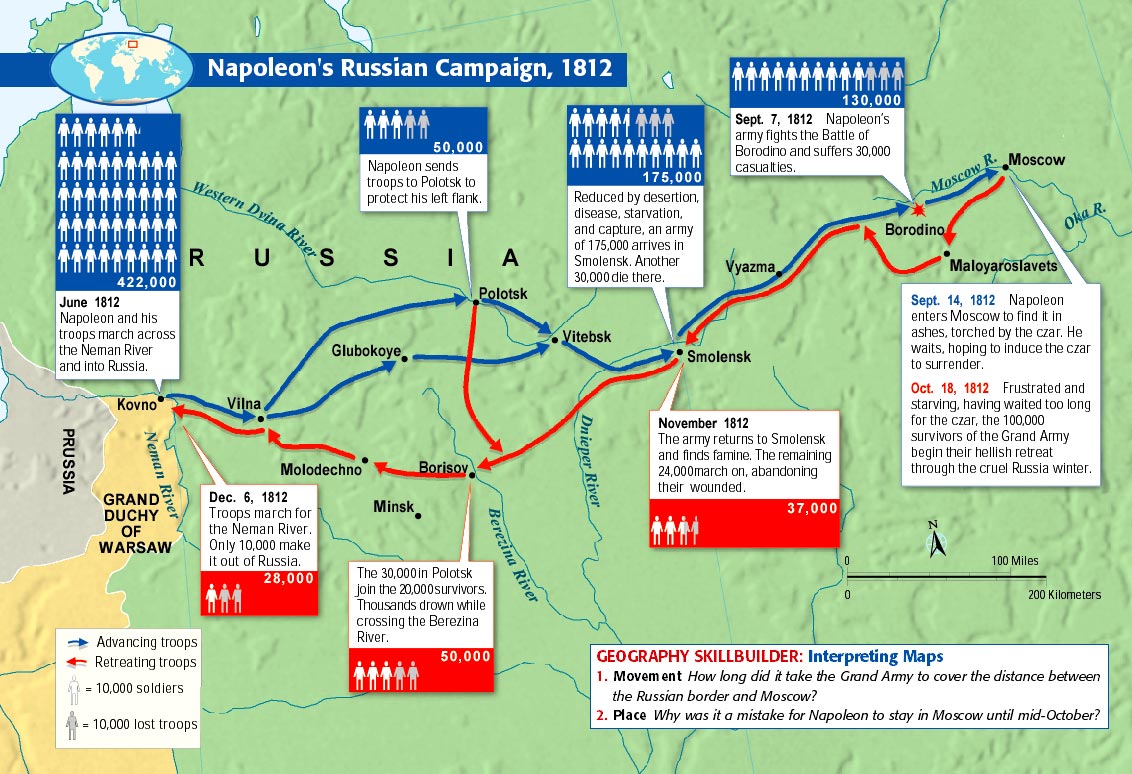 Napoleon's Russian Campaign, 1812
422,000
June 1812
Napoleon and his
troops march across
the Neman River
and into Russia.
50,000
Napoleon sends
troops to Polotsk to
protect his left flank.
175,000
Reduced by desertion,
disease, starvation,
and capture, an army
of 175,000 arrives in
Smolensk. Another
30,000 die there.
130,000
Sept. 7, 1812 Napoleon's
army fights the Battle of
Borodino and suffers 30,000
casualties.
Moscow R.
Moscow
Oka R.
Western Dvina River
RUSSIA
Borodino
Maloyaroslavets
Vyazma
Polotsk
Vitebsk
Glubokoye
Smolensk
Kovno
Vilna
Molodechno
Borisov
Minsk
PRUSSIA
Neman River
GRAND
DUCHY
OF
WARSAW
Dnieper River
Berezina River
Sept. 14, 1812 Napoleon
enters Moscow to find it in
ashes, torched by the czar. He
waits, hoping to induce the czar
to surrender.
Oct. 18, 1812 Frustrated and
starving, having waited too long
for the czar, the 100,000
survivors of the Grand Army
begin their hellish retreat
through the cruel Russia winter.
November 1812
The army returns to Smolensk
and finds famine. The remaining
24,000march on, abandoning
their wounded.
37,000
Dec. 6, 1812
Troops march for
the Neman River.
Only 10,000 make
it out of Russia.
28,000
The 30,000in Polotsk
join the 20,000survivors.
Thousands drown while
crossing the Berezina
River.
50,000
N
0 100 Miles
0 200 Kilometers
Advancing troops
Retreating troops
= 10,000 soldiers
= 10,000 lost troops
GEOGRAPHY SKILLBUILDER: Interpreting Maps
1. Movement How long did it take the Grand Army to cover the distance between
the Russian border and Moscow?
2. Place Why was it a mistake for Napoleon to stay in Moscow until mid-October?